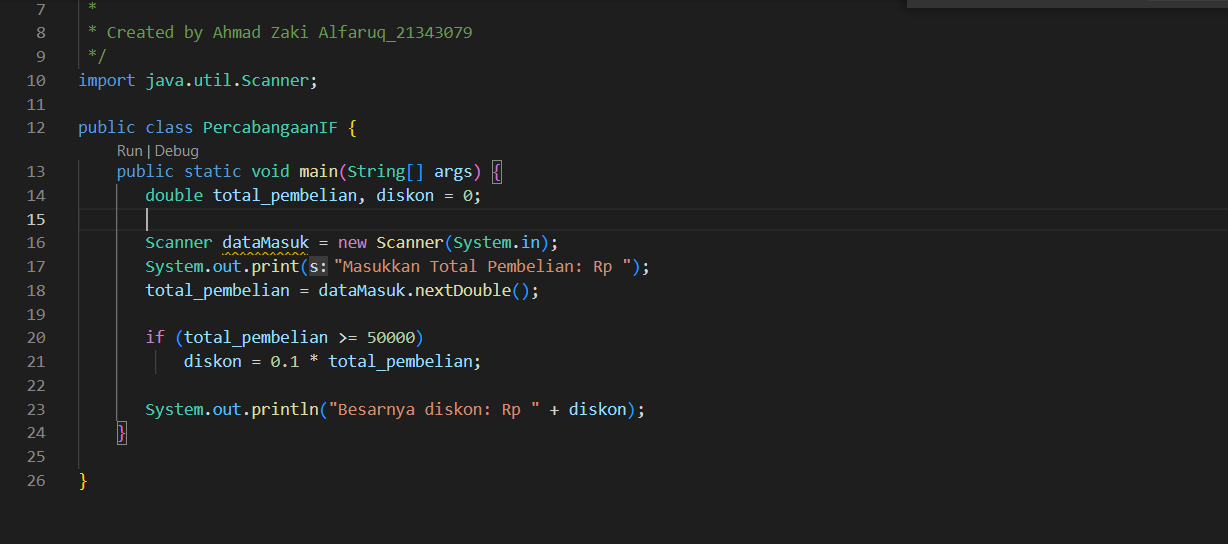 7 *
8 * Created by Ahmad Zaki Alfaruq_21343079
9 */
10 import java.util.Scanner;
11
12 public class PercabangaanIF {
Run | Debug
13 public static void main(String[] args) {
14 double total_pembelian, diskon = 0;
15
16 Scanner dataMasuk = new Scanner(System.in);
17 System.out.print(s: "Masukkan Total Pembelian: Rp ");
18 total_pembelian = dataMasuk.nextDouble();
19
20 if (total_pembelian >= 50000)
21 diskon = 0.1 * total_pembelian;
22
23 System.out.println("Besarnya diskon: Rp " + diskon);
24 }
25
26 }